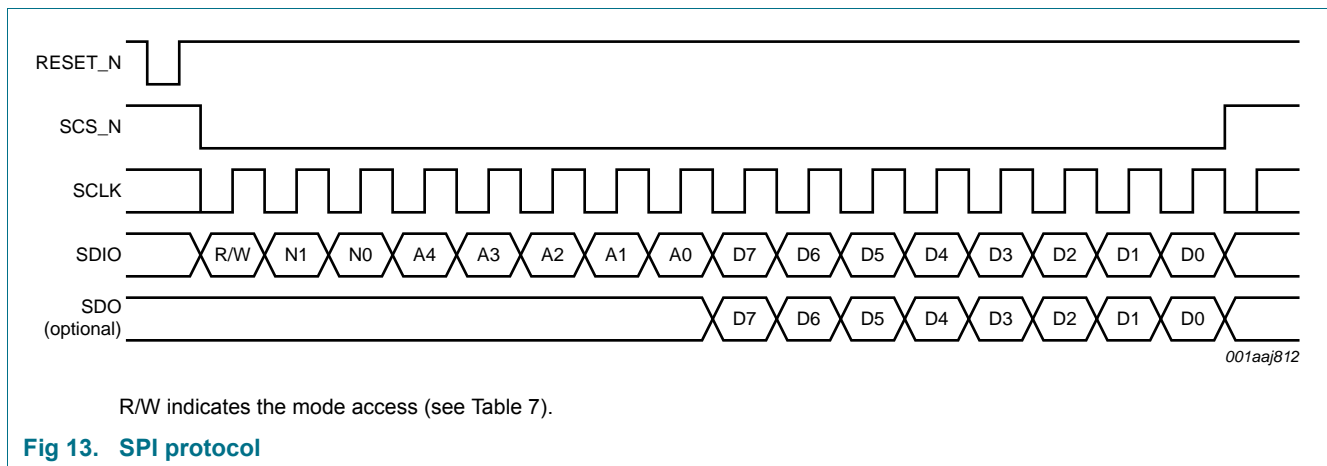 RESET_N
SCS_N
SCLK
SDIO R/W N1 N0 A4 A3 A2 A1 A0 D7 D6 D5 D4 D3 D2 D1 D0
SDO
(optional) D7 D6 D5 D4 D3 D2 D1 D0
001aaj812
R/W indicates the mode access (see Table 7).
Fig 13. SPI protocol